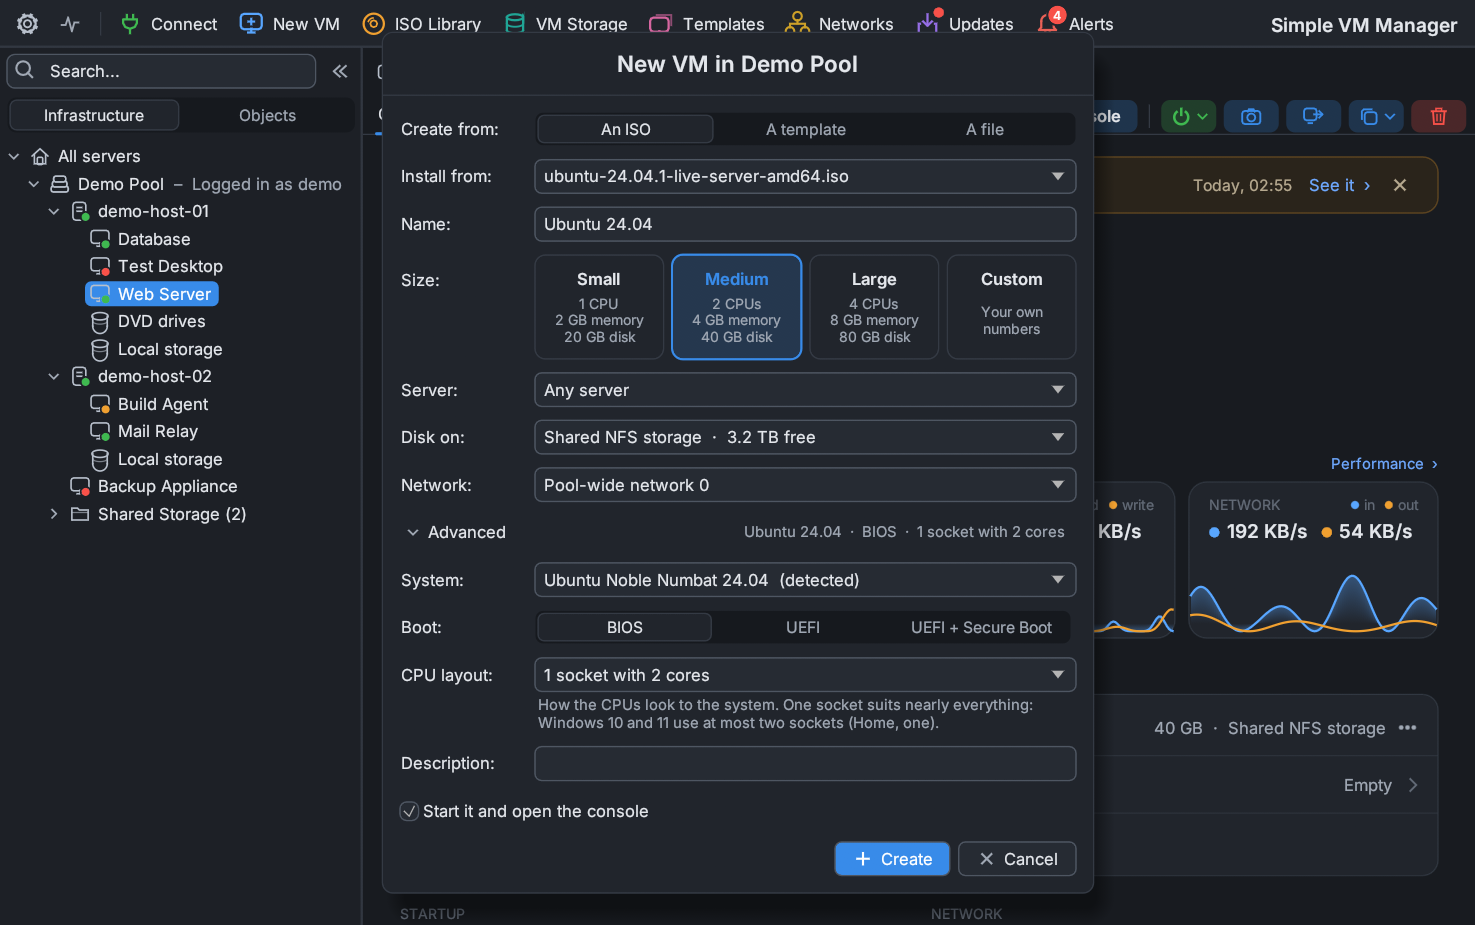 Connect
New VM
ISO Library
VM Storage
Templates
Networks
Updates
4
Alerts
Simple VM Manager
Search...
Infrastructure
Objects
All servers
Demo Pool – Logged in as demo
demo-host-01
Database
Test Desktop
Web Server
DVD drives
Local storage
demo-host-02
Build Agent
Mail Relay
Local storage
Backup Appliance
Shared Storage (2)
New VM in Demo Pool
Create from:
An ISO
A template
A file
Install from:
ubuntu-24.04.1-live-server-amd64.iso
Name:
Ubuntu 24.04
Size:
Small
1 CPU
2 GB memory
20 GB disk
Medium
2 CPUs
4 GB memory
40 GB disk
Large
4 CPUs
8 GB memory
80 GB disk
Custom
Your own
numbers
Server:
Any server
Disk on:
Shared NFS storage · 3.2 TB free
Network:
Pool-wide network 0
Advanced
Ubuntu 24.04 · BIOS · 1 socket with 2 cores
System:
Ubuntu Noble Numbat 24.04 (detected)
Boot:
BIOS
UEFI
UEFI + Secure Boot
CPU layout:
1 socket with 2 cores
How the CPUs look to the system. One socket suits nearly everything:
Windows 10 and 11 use at most two sockets (Home, one).
Description:
Start it and open the console
Create
Cancel
Today, 02:55
See it ›
Performance ›
write
KB/s
NETWORK
in
out
192 KB/s
54 KB/s
40 GB · Shared NFS storage
Empty
STARTUP
NETWORK